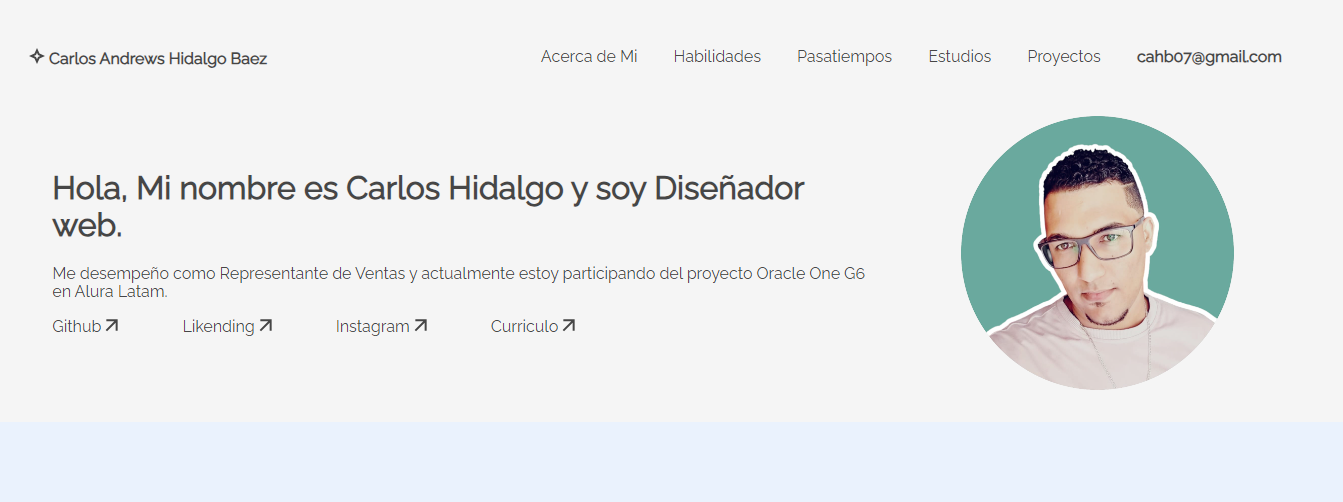 Carlos Andrews Hidalgo Baez
Acerca de Mi
Habilidades
Pasatiempos
Estudios
Proyectos
cahb07@gmail.com
Hola, Mi nombre es Carlos Hidalgo y soy Diseñador
web.
Me desempeño como Representante de Ventas y actualmente estoy participando del proyecto Oracle One G6
en Alura Latam.
Github
Likending
Instagram
Curriculo